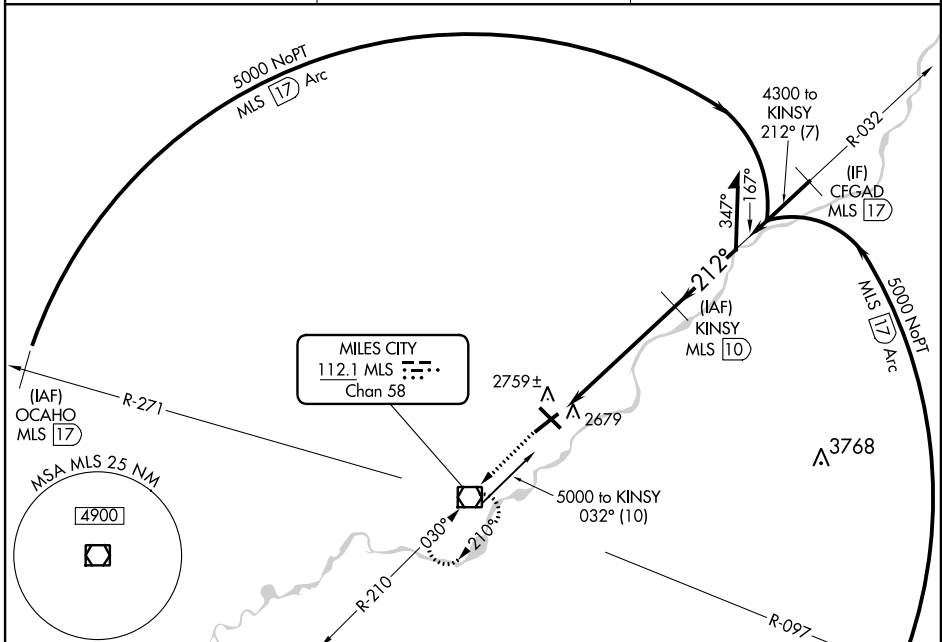 5000 NoPT
MLS 17 Arc
4300 to
KINSY
212° (7)
R-032
(IF)
CFGAD
MLS 17
347°
167°
212°
(IAF)
KINSY
MLS 10
5000 NoPT
MLS 17 Arc
MILES CITY
112.1 MLS
Chan 58
2759±
2679
3768
(IAF)
OCAHO
MLS 17
R-271
MSA MLS 25 NM
4900
5000 to KINSY
032° (10)
030°
210°
R-210
R-097